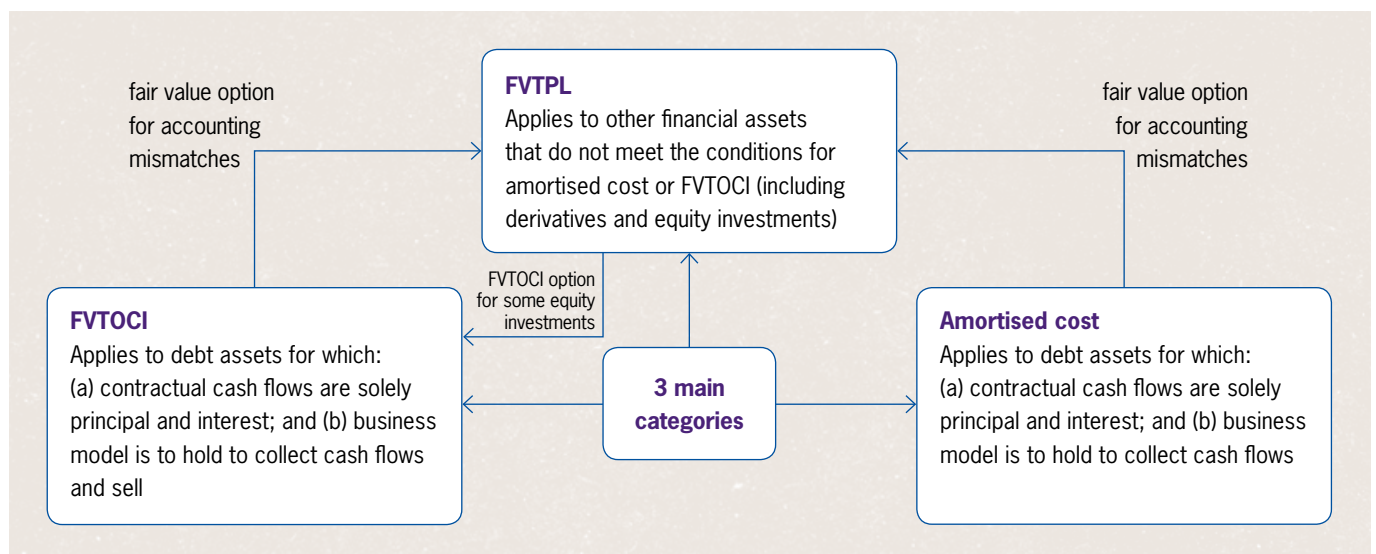 fair value option
for accounting
mismatches
FVTPL
Applies to other financial assets
that do not meet the conditions for
amortised cost or FVTOCI (including
derivatives and equity investments)
fair value option
for accounting
mismatches
FVTOCI option
for some equity
investments
FVTOCI
Applies to debt assets for which:
(a) contractual cash flows are solely
principal and interest; and (b) business
model is to hold to collect cash flows
and sell
3 main
categories
Amortised cost
Applies to debt assets for which:
(a) contractual cash flows are solely
principal and interest; and (b) business
model is to hold to collect cash flows